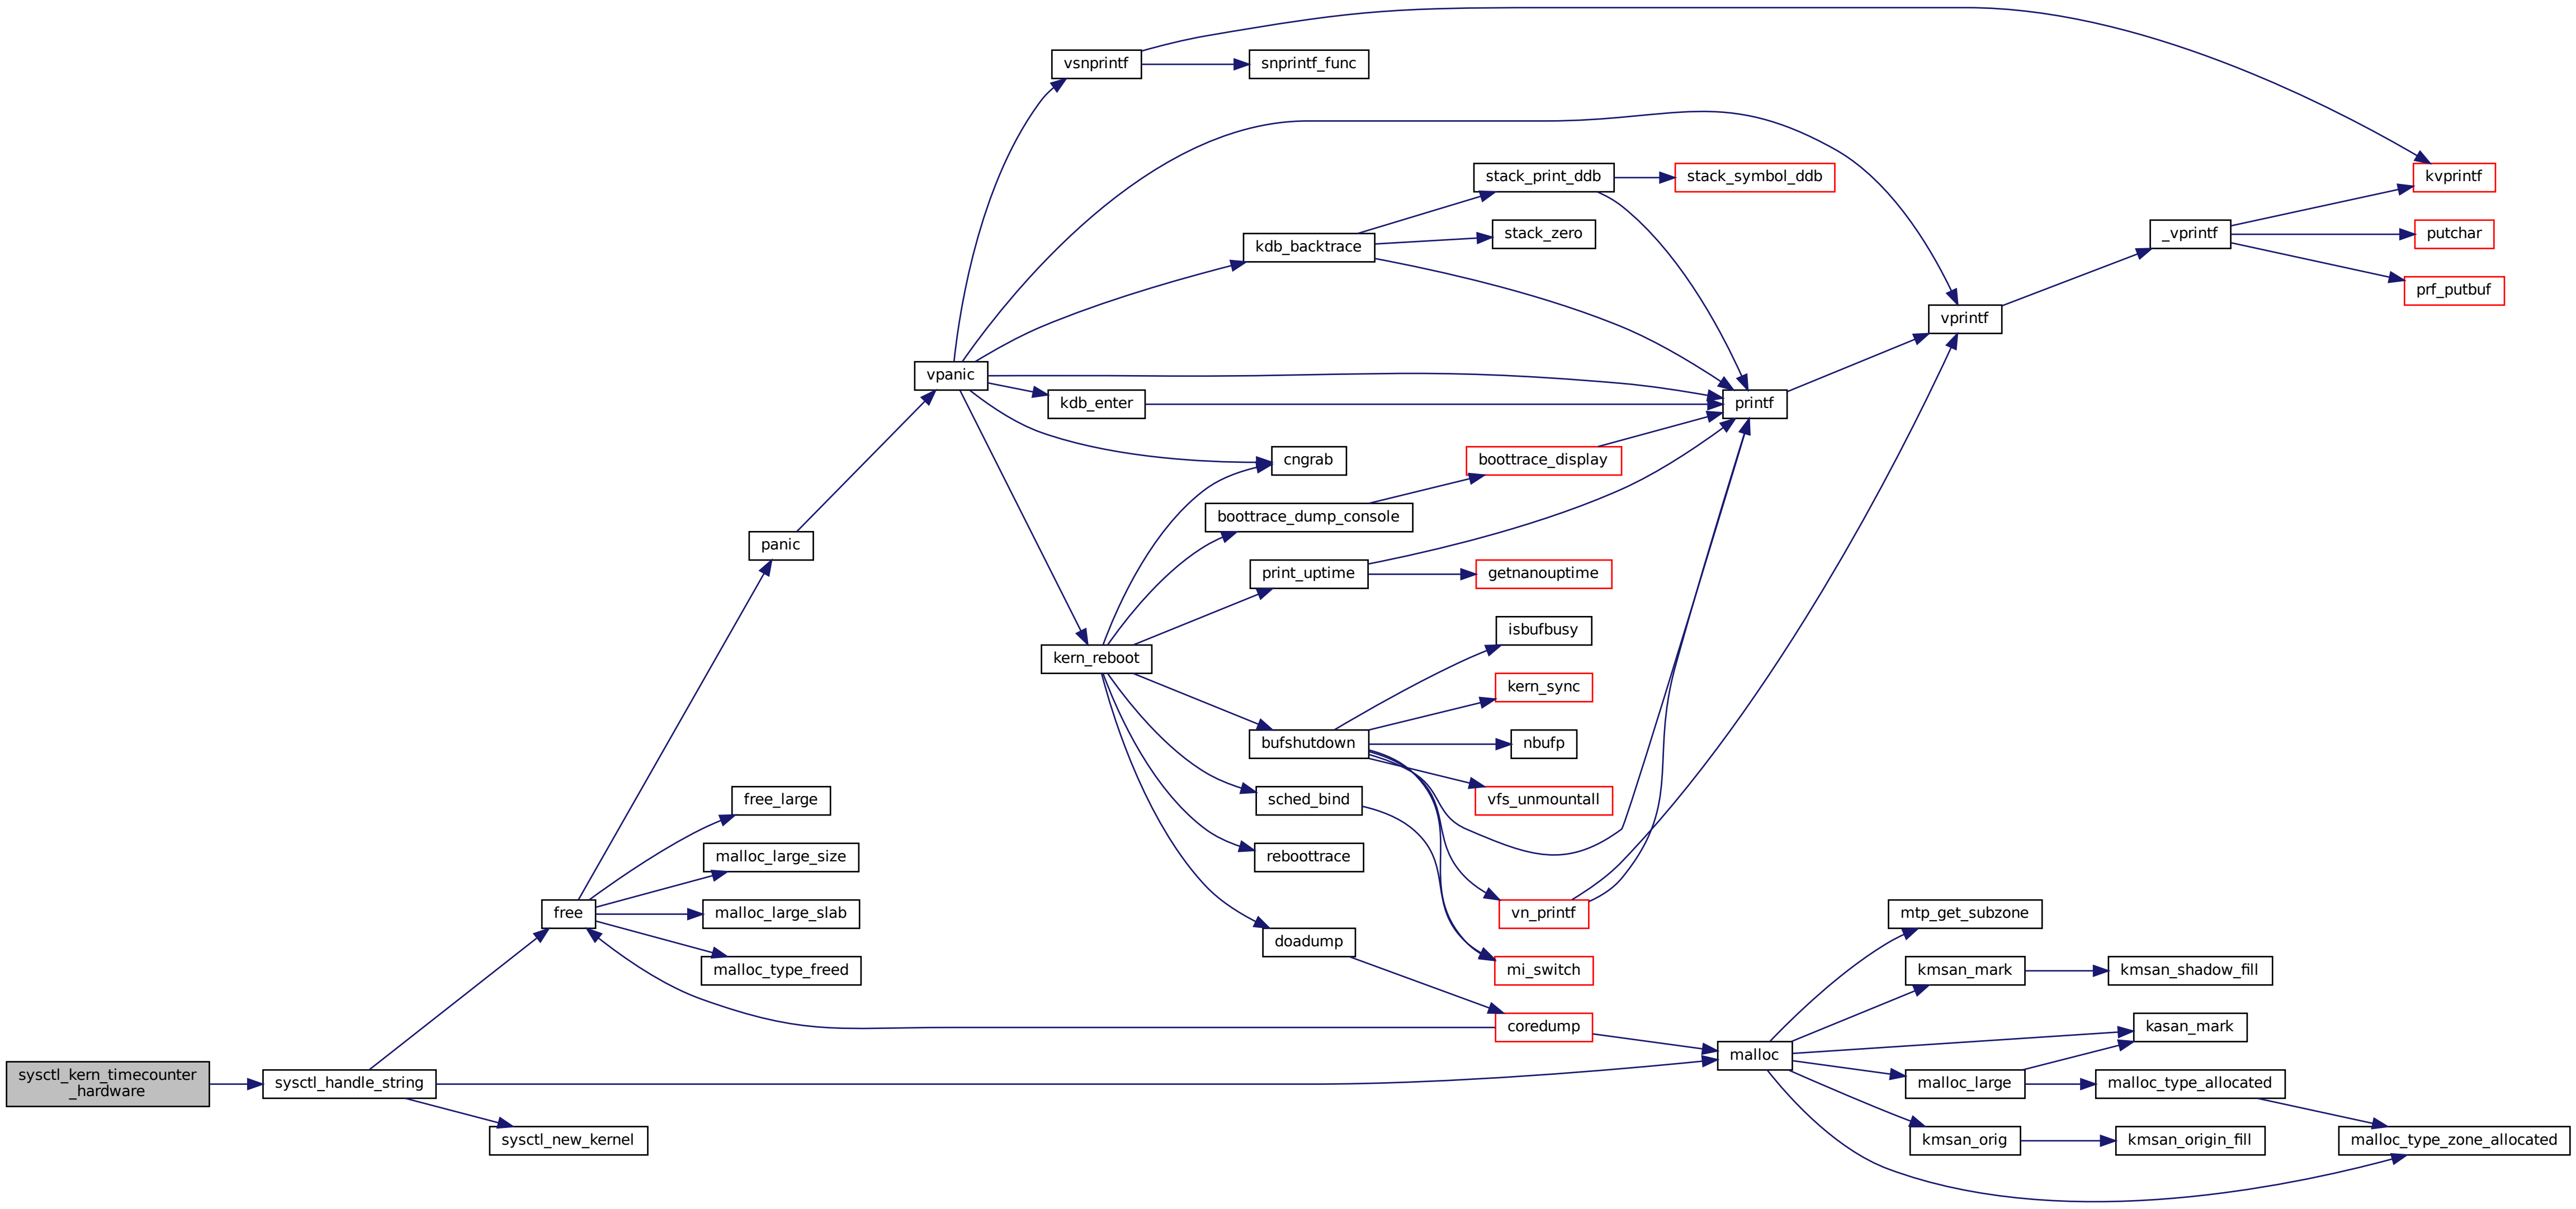 vsnprintf
snprintf_func
stack_print_ddb
stack_symbol_ddb
kvprintf
kdb_backtrace
stack_zero
_vprintf
putchar
prf_putbuf
vprintf
vpanic
kdb_enter
printf
cngrab
boottrace_display
boottrace_dump_console
panic
print_uptime
getnanouptime
isbufbusy
kern_reboot
kern_sync
bufshutdown
nbufp
free_large
sched_bind
vfs_unmountall
malloc_large_size
reboottrace
free
malloc_large_slab
vn_printf
mtp_get_subzone
doadump
malloc_type_freed
mi_switch
kmsan_mark
kmsan_shadow_fill
coredump
kasan_mark
malloc
sysctl_kern_timecounter
_hardware
sysctl_handle_string
malloc_large
malloc_type_allocated
sysctl_new_kernel
kmsan_orig
kmsan_origin_fill
malloc_type_zone_allocated